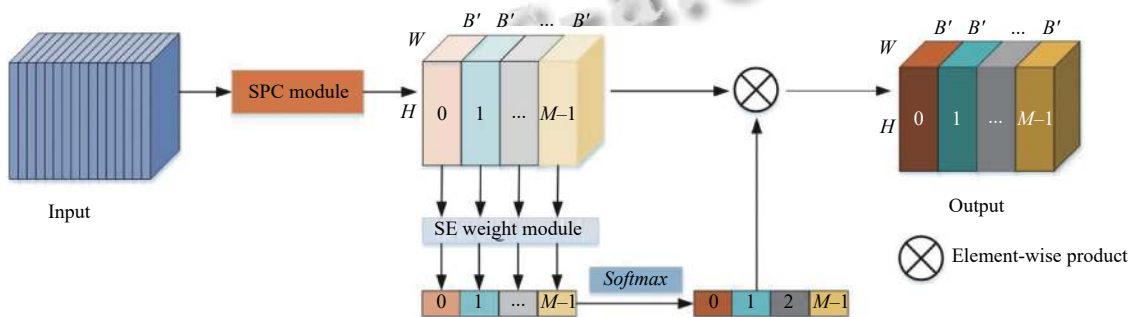 B′ B′ ... B′
W
H
0 1 ... M–1
Input
SPC module
SE weight module
0 1 ... M–1
Softmax
0 1 2 M–1
B′ B′ ... B′
W
H
0 1 ... M–1
Output
Element-wise product